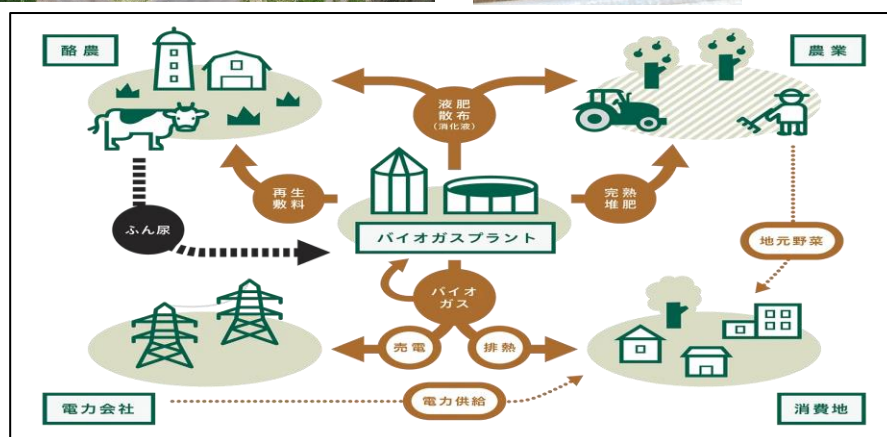 酪農
農業
液肥
散布
(消化液)
再生
敷料
完熟
堆肥
ふん尿
バイオガスプラント
地元野菜
バイオ
ガス
売電
排熱
電力会社
電力供給
消費地